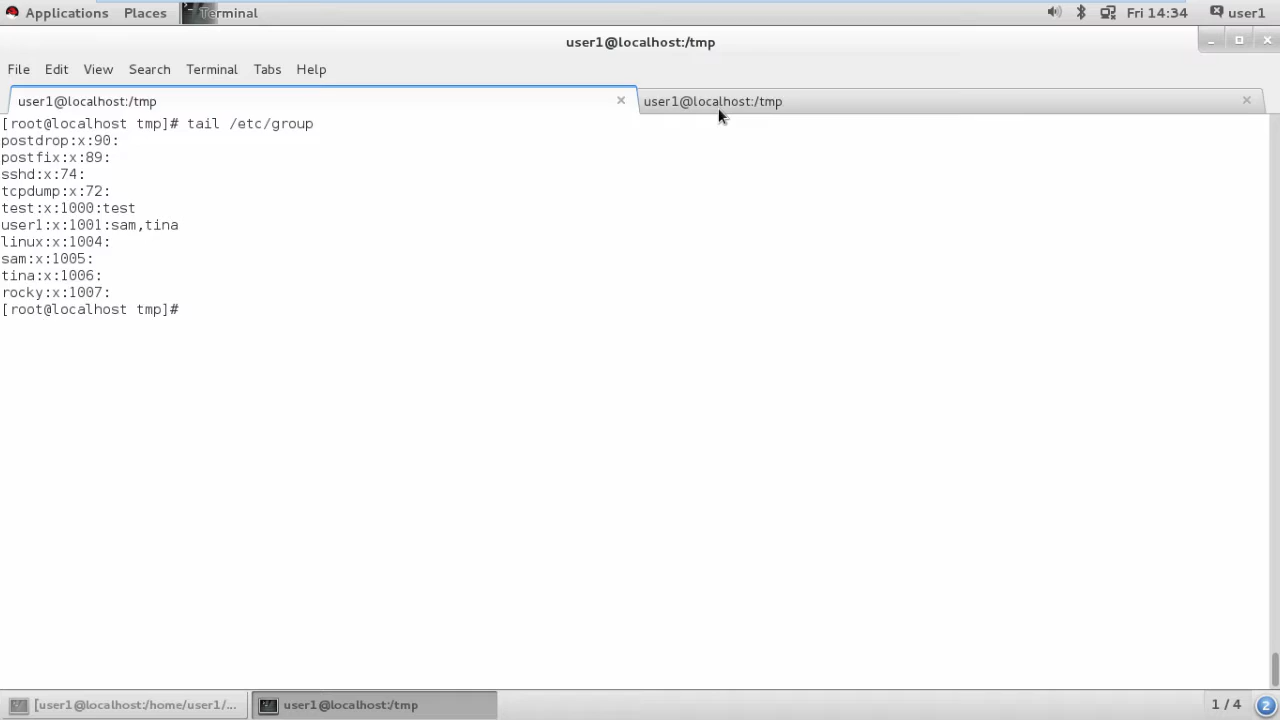 Applications Places Terminal Fri 14:34 user1
user1@localhost:/tmp
File Edit View Search Terminal Tabs Help
user1@localhost:/tmp user1@localhost:/tmp
[root@localhost tmp]# tail /etc/group
postdrop:x:90:
postfix:x:89:
sshd:x:74:
tcpdump:x:72:
test:x:1000:test
user1:x:1001:sam,tina
linux:x:1004:
sam:x:1005:
tina:x:1006:
rocky:x:1007:
[root@localhost tmp]#
[user1@localhost:/home/user1/... user1@localhost:/tmp 1 / 4 2